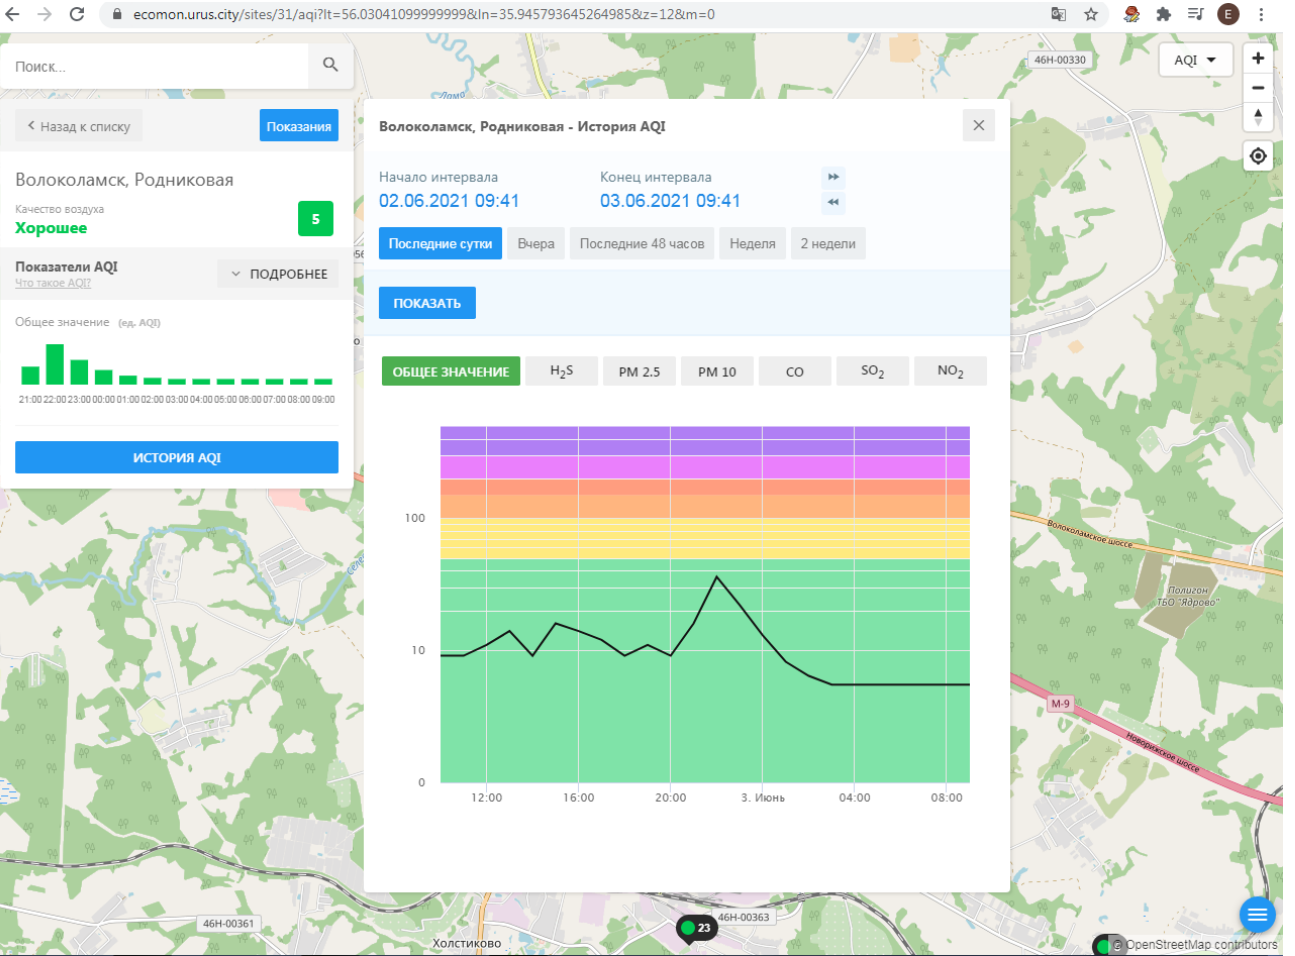 ecomon.urus.city/sites/31/aqi?lt=56.03041099999999&ln=35.945793645264985&z=12&m=0
E
Поиск...
46Н-00330
AQI
Назад к списку
Показания
Волоколамск, Родниковая
Качество воздуха
Хорошее
5
Показатели AQI
Что такое AQI?
ПОДРОБНЕЕ
Общее значение (ед. AQI)
21:00 22:00 23:00 00:00 01:00 02:00 03:00 04:00 05:00 06:00 07:00 08:00 09:00
ИСТОРИЯ AQI
Волоколамск, Родниковая - История AQI
Начало интервала
Конец интервала
02.06.2021 09:41
03.06.2021 09:41
Последние сутки
Вчера
Последние 48 часов
Неделя
2 недели
ПОКАЗАТЬ
ОБЩЕЕ ЗНАЧЕНИЕ
H2S
PM 2.5
PM 10
CO
SO2
NO2
100
10
0
12:00
16:00
20:00
3. Июнь
04:00
08:00
Лама
Волоколамское шоссе
Полигон
ТБО "Ядрово"
М-9
Новорижское шоссе
46Н-00361
46Н-00363
23
Холстиково
© OpenStreetMap contributors